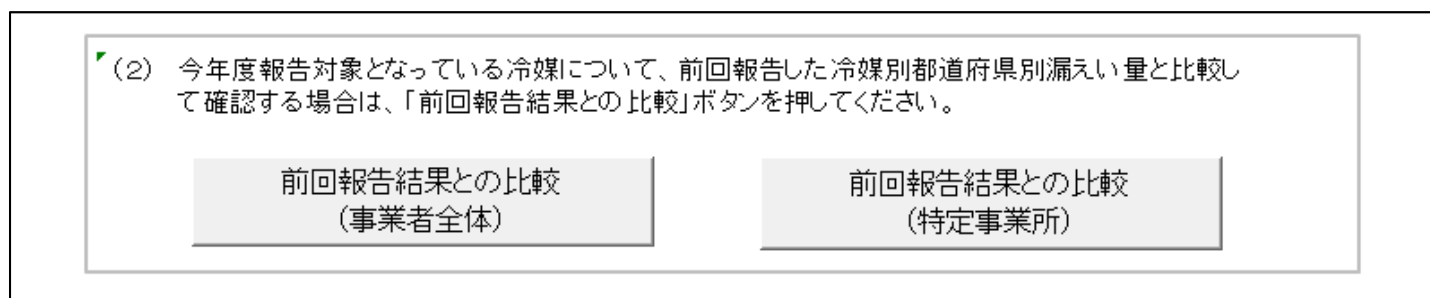 (2) 今年度報告対象となっている冷媒について、前回報告した冷媒別都道府県別漏えい量と比較し
て確認する場合は、「前回報告結果との比較」ボタンを押してください。
前回報告結果との比較
(事業者全体)
前回報告結果との比較
(特定事業所)